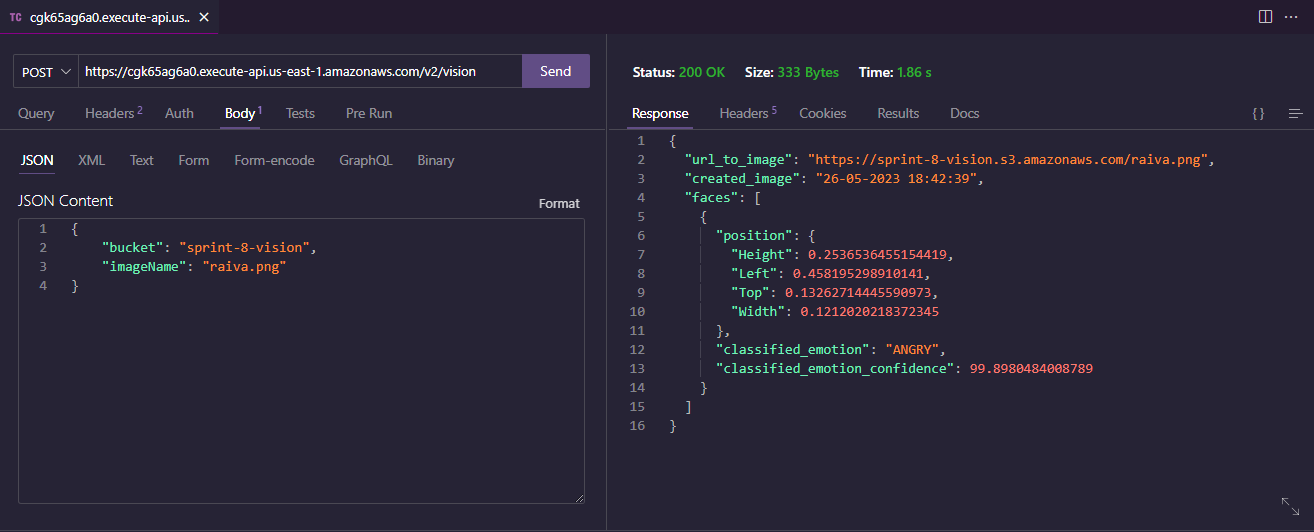 TC cgk65ag6a0.execute-api.us..
POST https://cgk65ag6a0.execute-api.us-east-1.amazonaws.com/v2/vision Send
Query Headers 2 Auth Body 1 Tests Pre Run
JSON XML Text Form Form-encode GraphQL Binary
JSON Content Format
1 {
2 "bucket": "sprint-8-vision",
3 "imageName": "raiva.png"
4 }
Status: 200 OK Size: 333 Bytes Time: 1.86 s
Response Headers 5 Cookies Results Docs { }
1 {
2 "url_to_image": "https://sprint-8-vision.s3.amazonaws.com/raiva.png",
3 "created_image": "26-05-2023 18:42:39",
4 "faces": [
5 {
6 "position": {
7 "Height": 0.2536536455154419,
8 "Left": 0.458195298910141,
9 "Top": 0.13262714445590973,
10 "Width": 0.1212020218372345
11 },
12 "classified_emotion": "ANGRY",
13 "classified_emotion_confidence": 99.8980484008789
14 }
15 ]
16 }